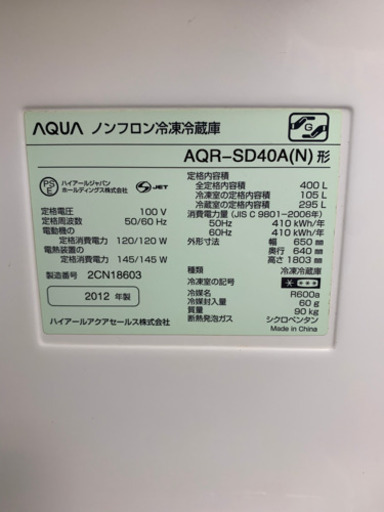 AQUA ノンフロン冷凍冷蔵庫
G
AQR-SD40A(N) 形
PS
E
ハイアールジャパン
ホールディングス株式会社
S JET
定格電圧 100 V
定格周波数 50/60 Hz
電動機の
定格消費電力 120/120 W
電熱装置の
定格消費電力 145/145 W
製造番号 2CN18603
2012 年製
ハイアールアクアセールス株式会社
定格内容積
全定格内容積 400 L
冷凍室の定格内容積 105 L
冷蔵室の定格内容積 295 L
消費電力量 (JIS C 9801-2006年)
50Hz 410 kWh/年
60Hz 410 kWh/年
外形寸法 幅 650 mm
奥行 640 mm
高さ 1803 mm
種類 冷凍冷蔵庫
冷凍室の記号
冷媒名 R600a
冷媒封入量 60 g
質量 90 kg
断熱発泡ガス シクロペンタン
Made in China